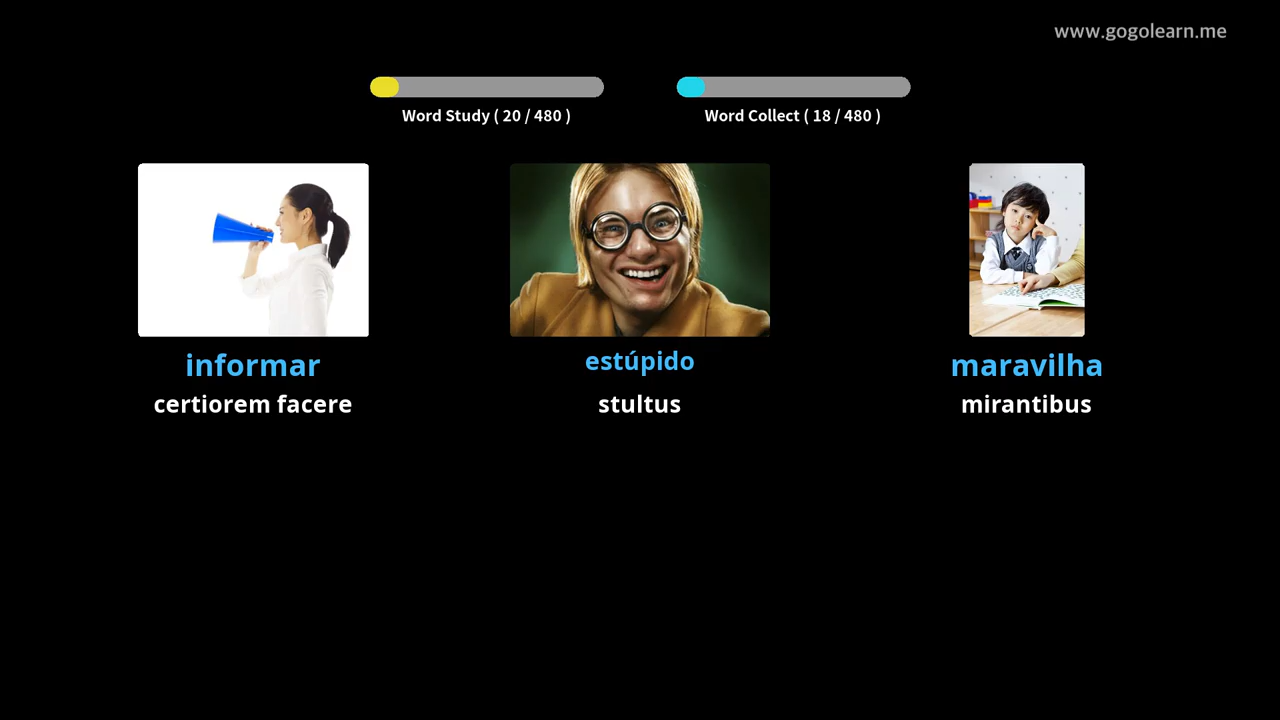 www.gogolearn.me
Word Study ( 20 / 480 )
Word Collect ( 18 / 480 )
informar
certiorem facere
estúpido
stultus
maravilha
mirantibus